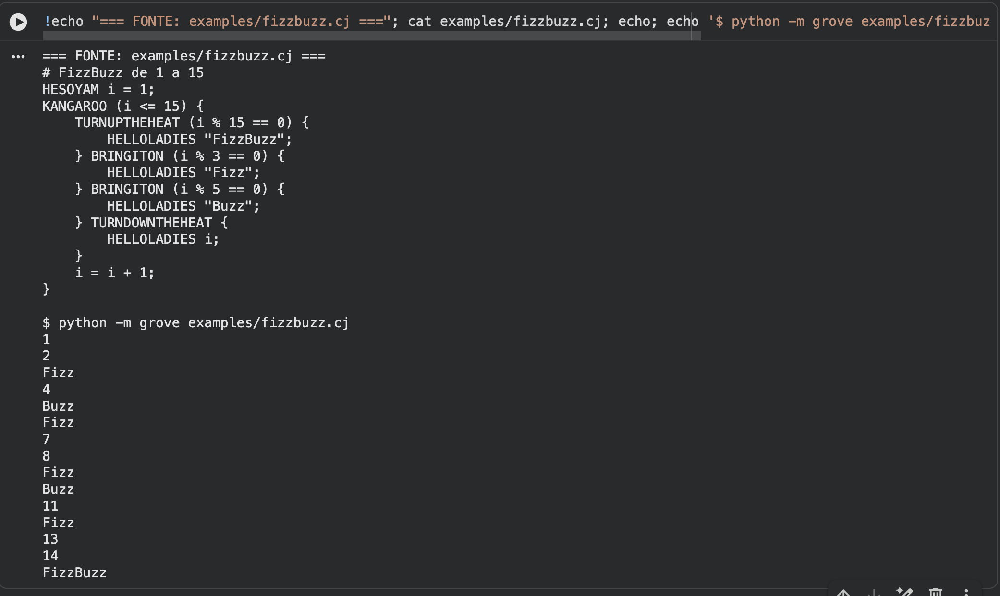 !echo "=== FONTE: examples/fizzbuzz.cj ==="; cat examples/fizzbuzz.cj; echo; echo '$ python -m grove examples/fizzbuz
=== FONTE: examples/fizzbuzz.cj ===
# FizzBuzz de 1 a 15
HESOYAM i = 1;
KANGAROO (i <= 15) {
    TURNUPTHEHEAT (i % 15 == 0) {
        HELLOLADIES "FizzBuzz";
    } BRINGITON (i % 3 == 0) {
        HELLOLADIES "Fizz";
    } BRINGITON (i % 5 == 0) {
        HELLOLADIES "Buzz";
    } TURNDOWNTHEHEAT {
        HELLOLADIES i;
    }
    i = i + 1;
}
$ python -m grove examples/fizzbuzz.cj
1
2
Fizz
4
Buzz
Fizz
7
8
Fizz
Buzz
11
Fizz
13
14
FizzBuzz